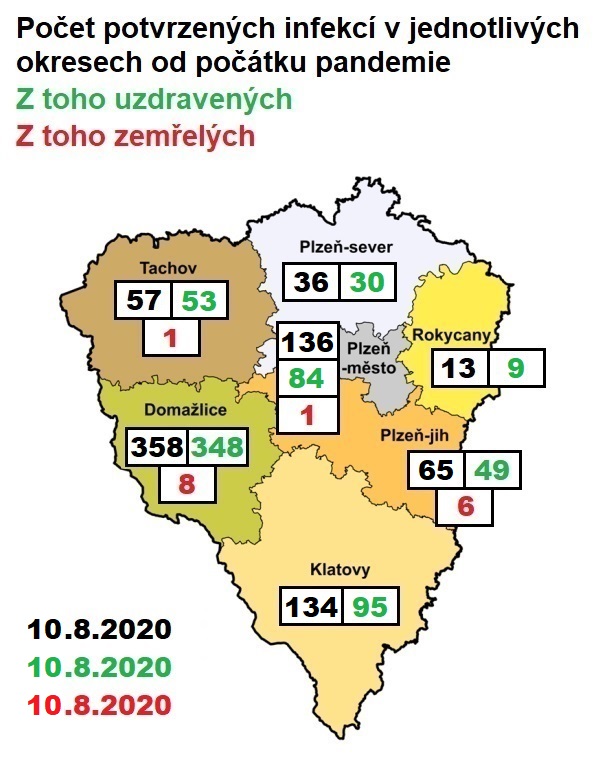 Počet potvrzených infekcí v jednotlivých
okresech od počátku pandemie
Z toho uzdravených
Z toho zemřelých
Plzeň-sever
36 30
Tachov
57 53
1
136
84
1
Plzeň
-město
Rokycany
13 9
Domažlice
358 348
8
Plzeň-jih
65 49
6
Klatovy
134 95
10.8.2020
10.8.2020
10.8.2020